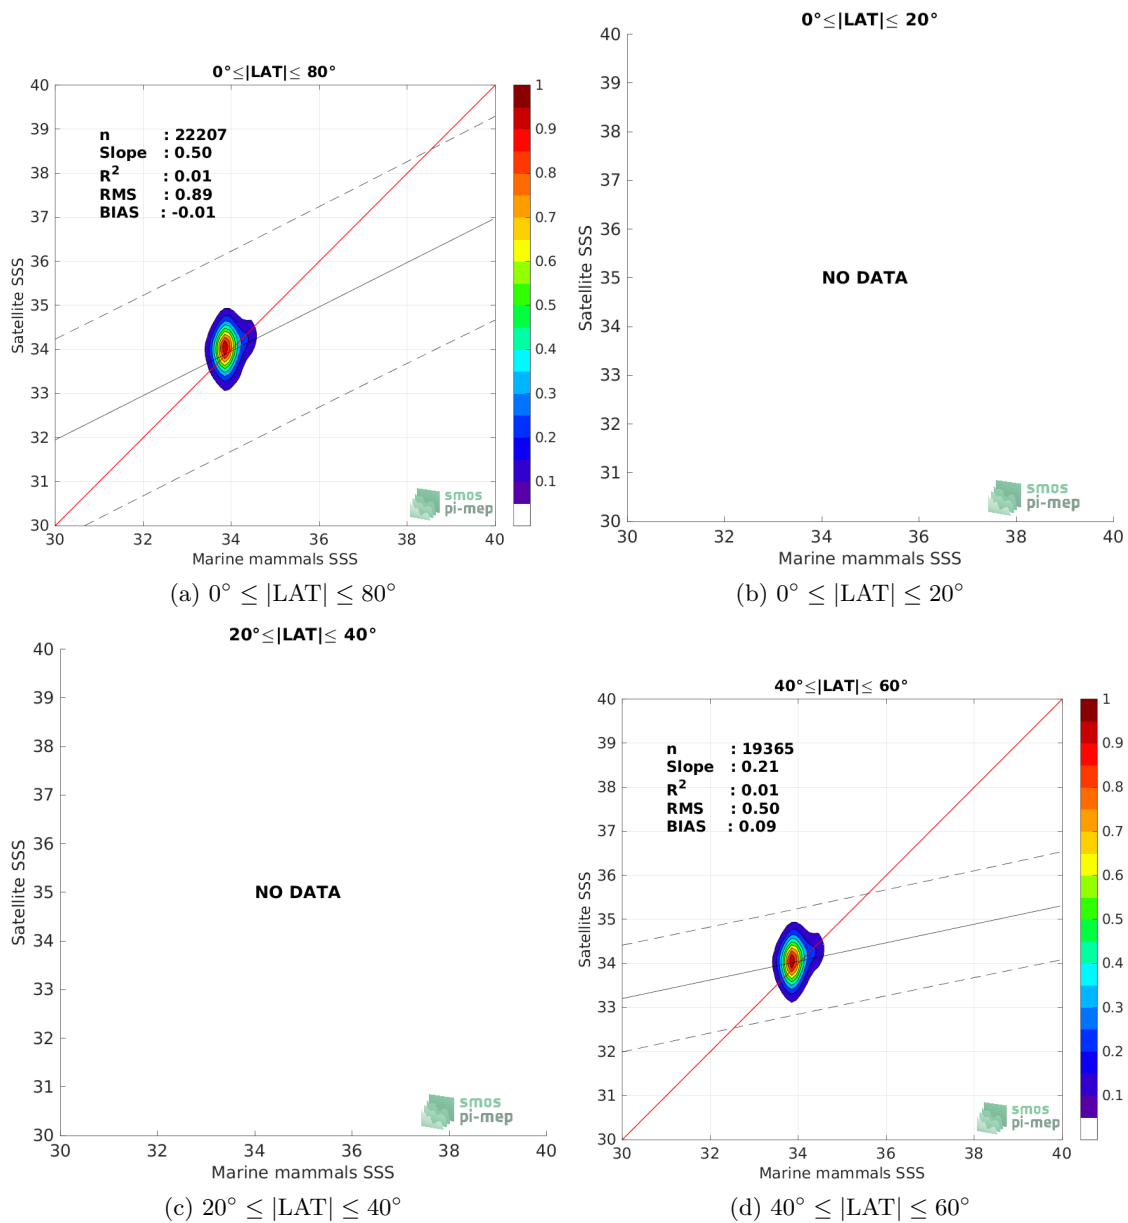 0°≤|LAT|≤ 80°
40
39
38
37
36
35
34
33
32
31
30
Satellite SSS
n : 22207
Slope : 0.50
R2 : 0.01
RMS : 0.89
BIAS : -0.01
smos
pi-mep
30 32 34 36 38 40
Marine mammals SSS
1
0.9
0.8
0.7
0.6
0.5
0.4
0.3
0.2
0.1
(a) 0° ≤ |LAT| ≤ 80°
0°≤|LAT|≤ 20°
40
39
38
37
36
35
34
33
32
31
30
Satellite SSS
NO DATA
smos
pi-mep
30 32 34 36 38 40
Marine mammals SSS
(b) 0° ≤ |LAT| ≤ 20°
20°≤|LAT|≤ 40°
40
39
38
37
36
35
34
33
32
31
30
Satellite SSS
NO DATA
smos
pi-mep
30 32 34 36 38 40
Marine mammals SSS
(c) 20° ≤ |LAT| ≤ 40°
40°≤|LAT|≤ 60°
40
39
38
37
36
35
34
33
32
31
30
Satellite SSS
n : 19365
Slope : 0.21
R2 : 0.01
RMS : 0.50
BIAS : 0.09
smos
pi-mep
30 32 34 36 38 40
Marine mammals SSS
1
0.9
0.8
0.7
0.6
0.5
0.4
0.3
0.2
0.1
(d) 40° ≤ |LAT| ≤ 60°